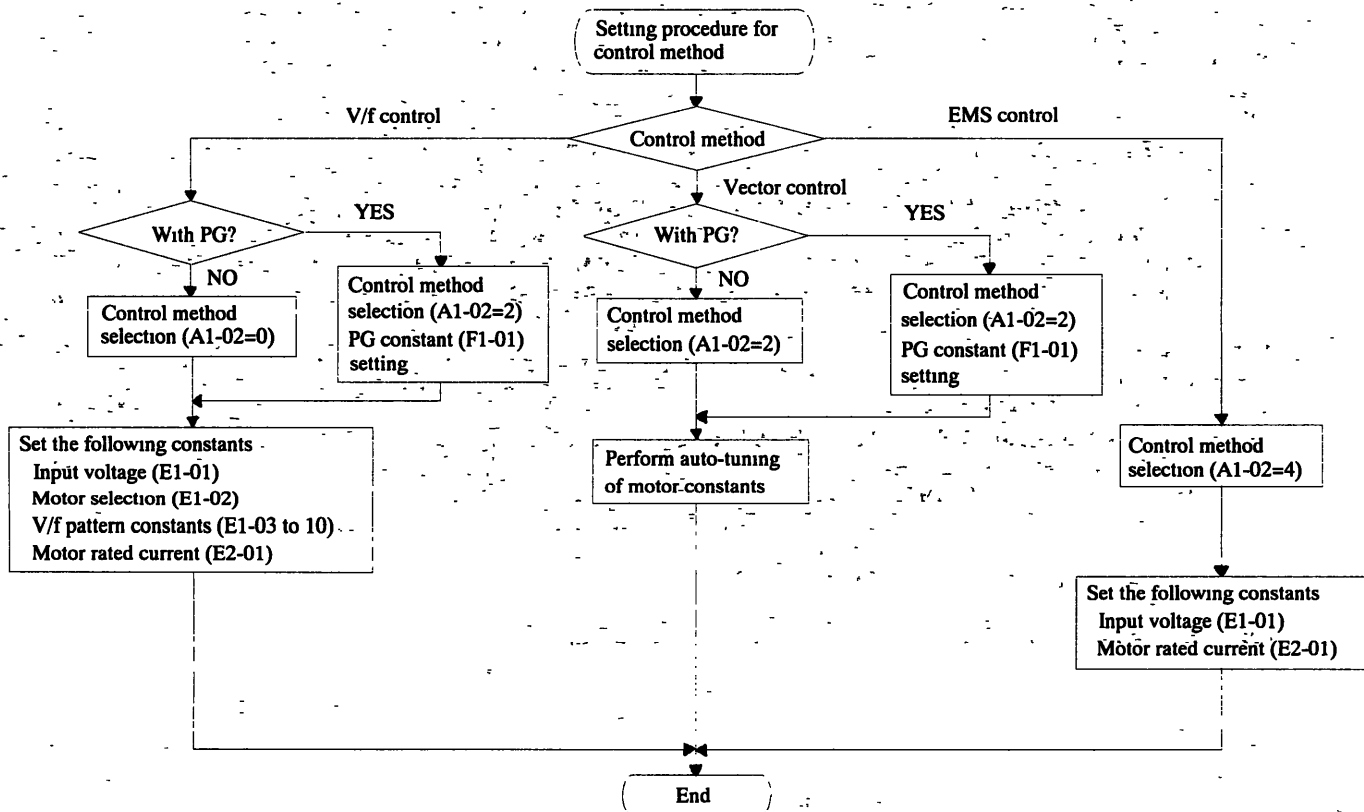 Setting procedure for
control method
V/f control
EMS control
Control method
Vector control
With PG?
YES
NO
With PG?
YES
NO
Control method
selection (A1-02=0)
Control method
selection (A1-02=2)
PG constant (F1-01)
setting
Control method
selection (A1-02=2)
Control method
selection (A1-02=2)
PG constant (F1-01)
setting
Set the following constants
Input voltage (E1-01)
Motor selection (E1-02)
V/f pattern constants (E1-03 to 10)
Motor rated current (E2-01)
Perform auto-tuning
of motor constants
Control method
selection (A1-02=4)
Set the following constants
Input voltage (E1-01)
Motor rated current (E2-01)
End